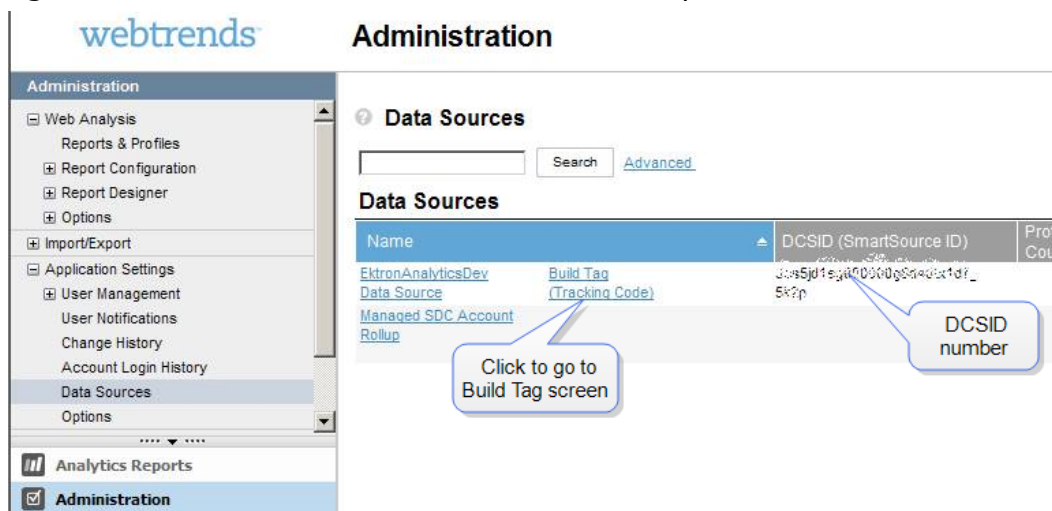 webtrends
Administration
Administration
Web Analysis
Reports & Profiles
Report Configuration
Report Designer
Options
Import/Export
Application Settings
User Management
User Notifications
Change History
Account Login History
Data Sources
Options
Analytics Reports
Administration
Data Sources
Search Advanced
Data Sources
Name DCSID (SmartSource ID)
EktronAnalyticsDev Build Tag
Data Source (Tracking Code)
Managed SDC Account
Rollup
Click to go to
Build Tag screen
DCSID
number